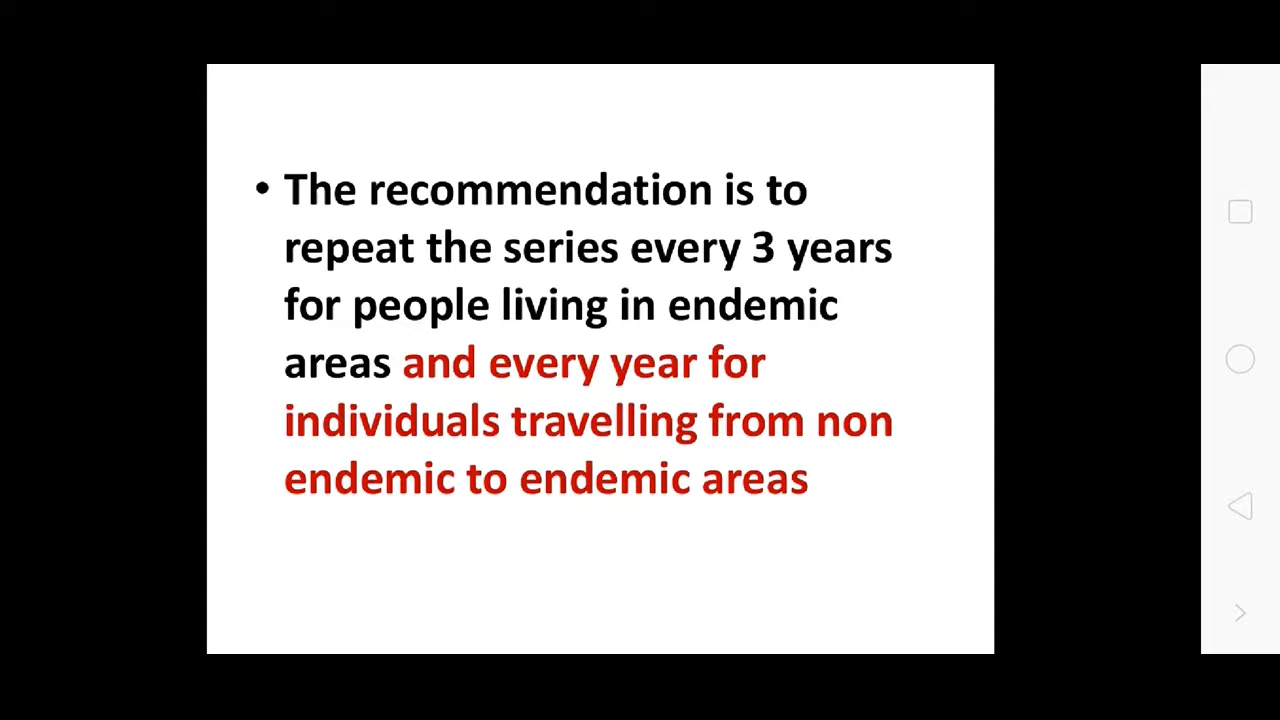 • The recommendation is to
repeat the series every 3 years
for people living in endemic
areas and every year for
individuals travelling from non
endemic to endemic areas